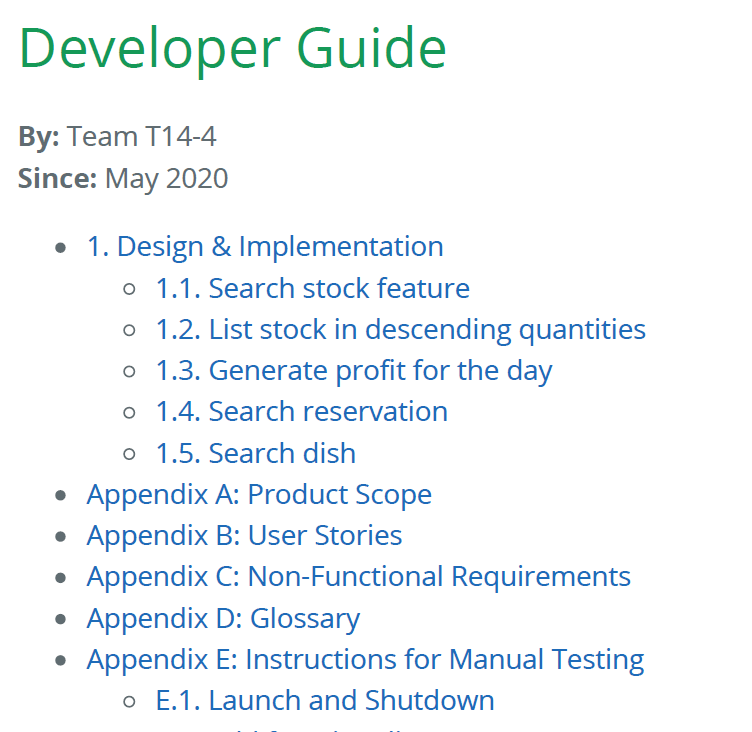 Developer Guide
By: Team T14-4
Since: May 2020
1. Design & Implementation
1.1. Search stock feature
1.2. List stock in descending quantities
1.3. Generate profit for the day
1.4. Search reservation
1.5. Search dish
Appendix A: Product Scope
Appendix B: User Stories
Appendix C: Non-Functional Requirements
Appendix D: Glossary
Appendix E: Instructions for Manual Testing
E.1. Launch and Shutdown